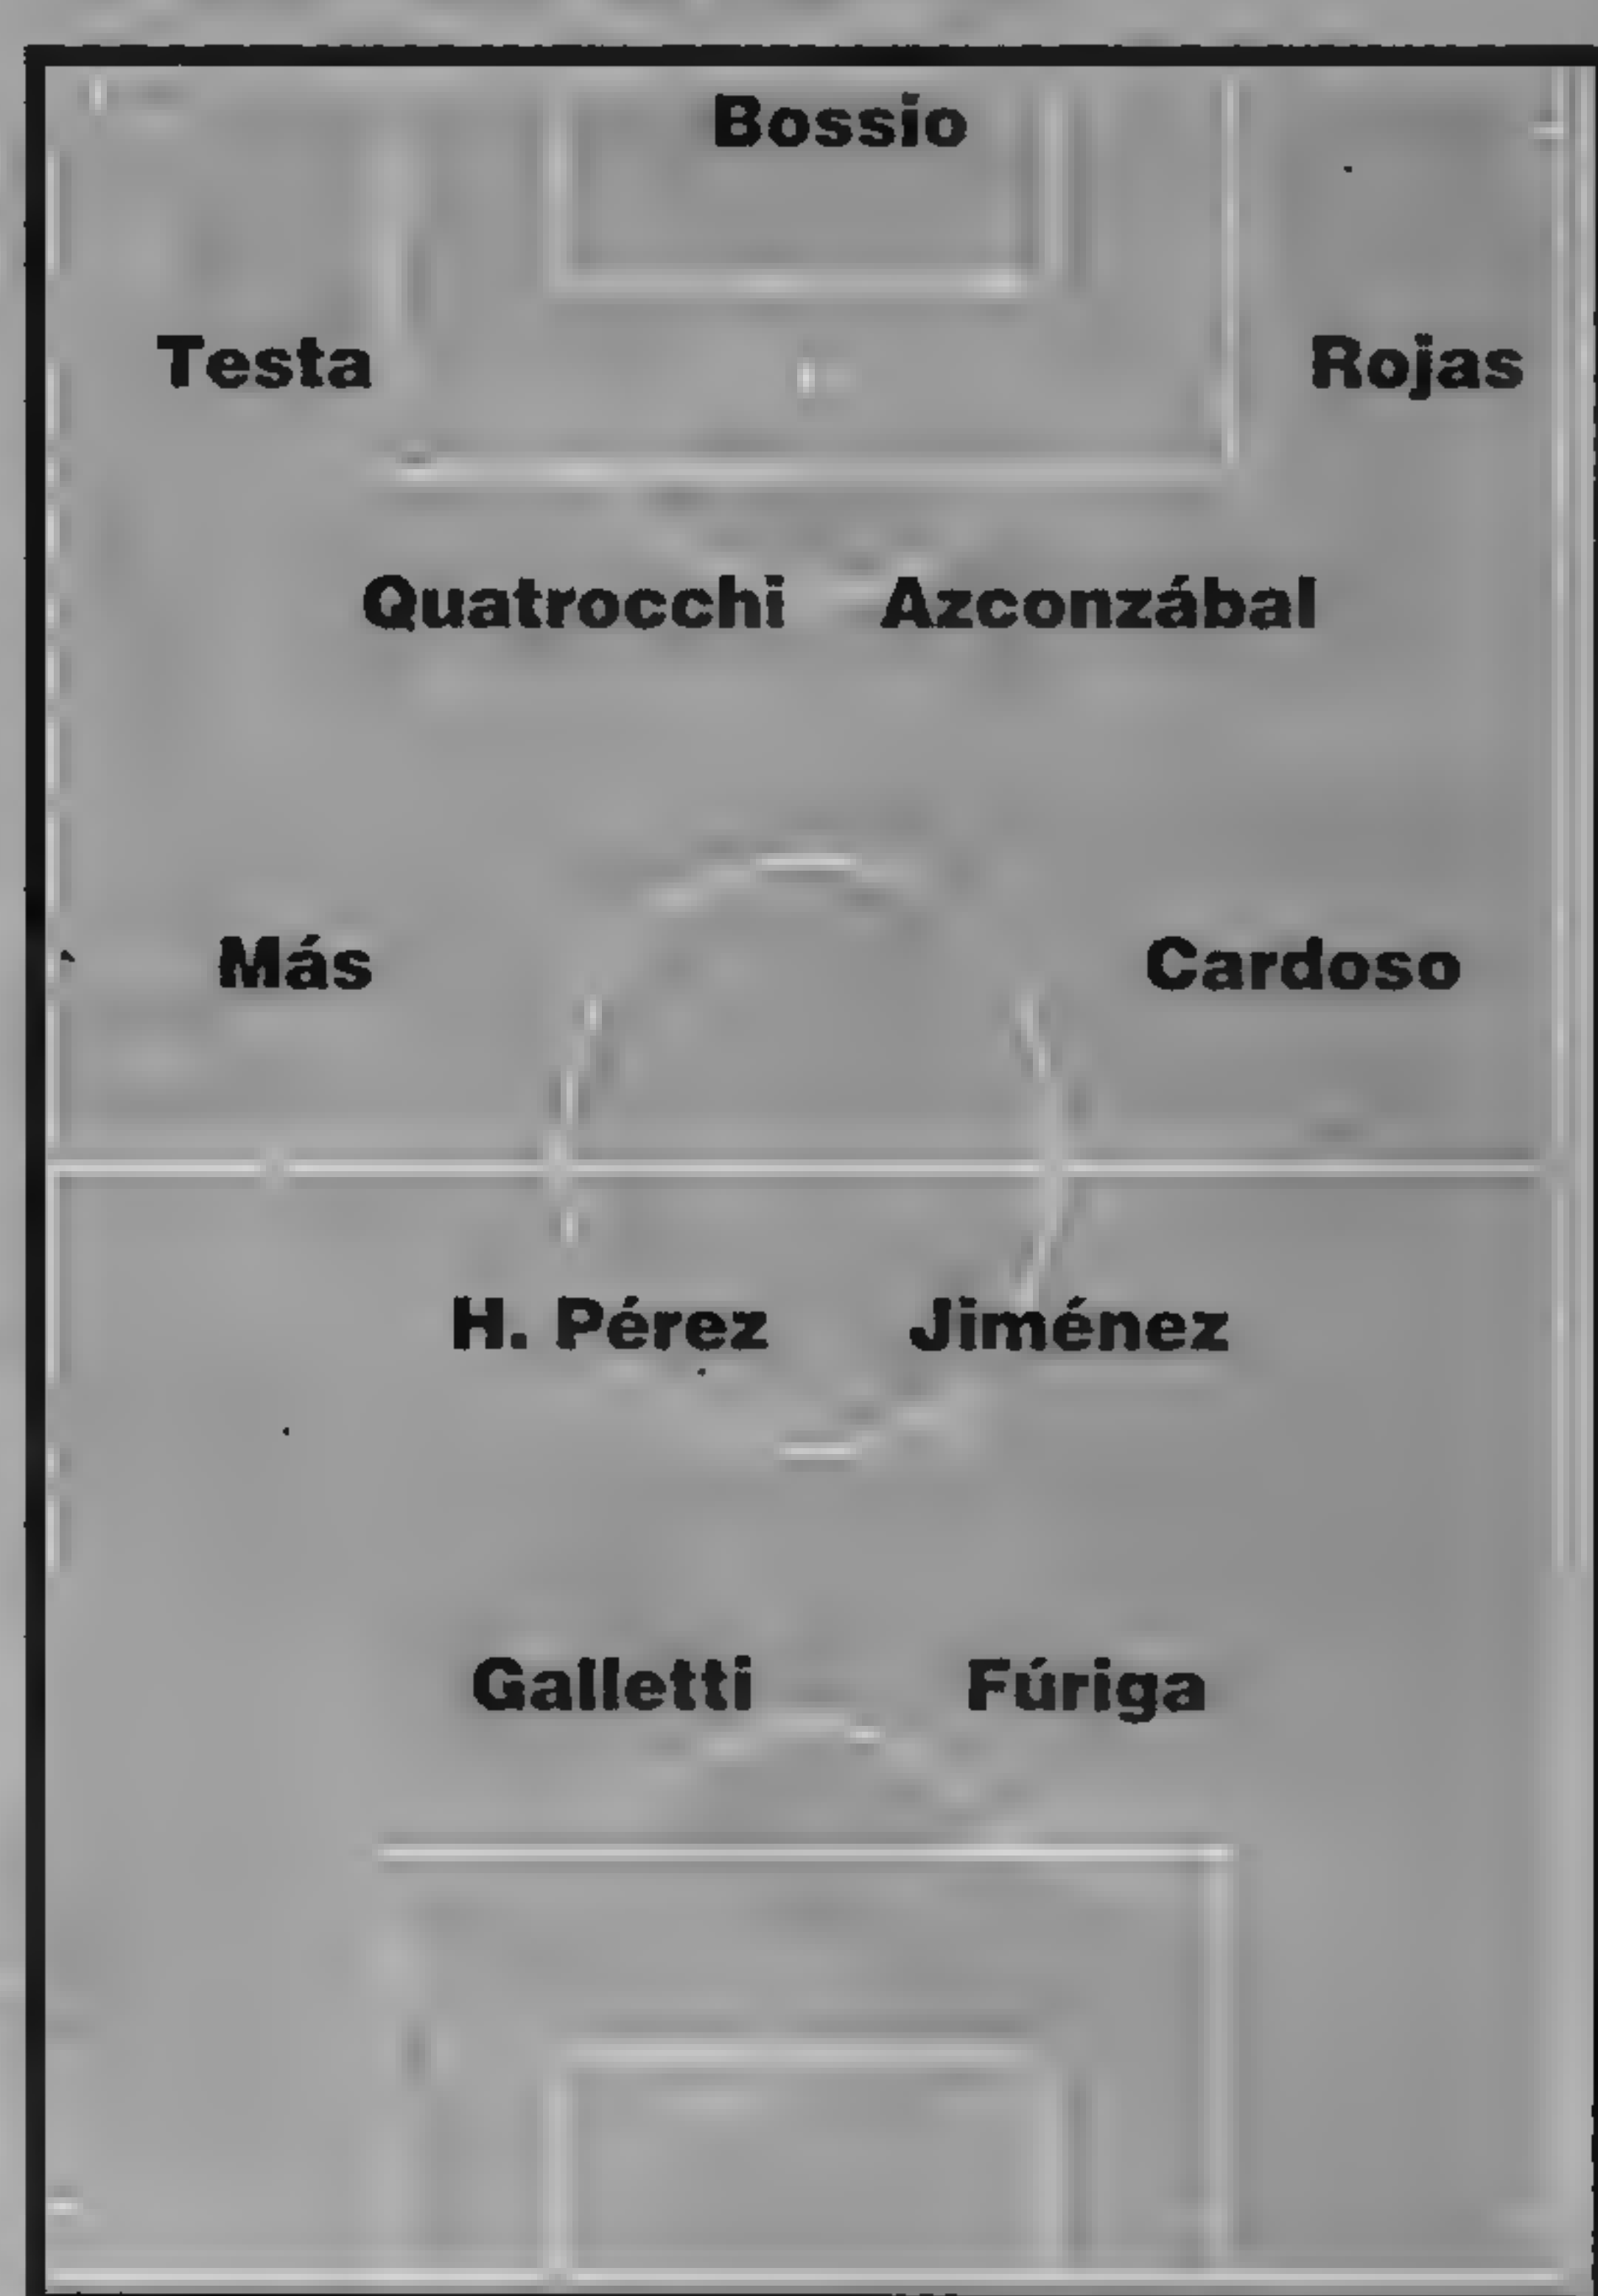 Bossio
Testa Rojas
Quatrocchi Azconzábal
Más Cardoso
H. Pérez Jiménez
Galletti Fúriga